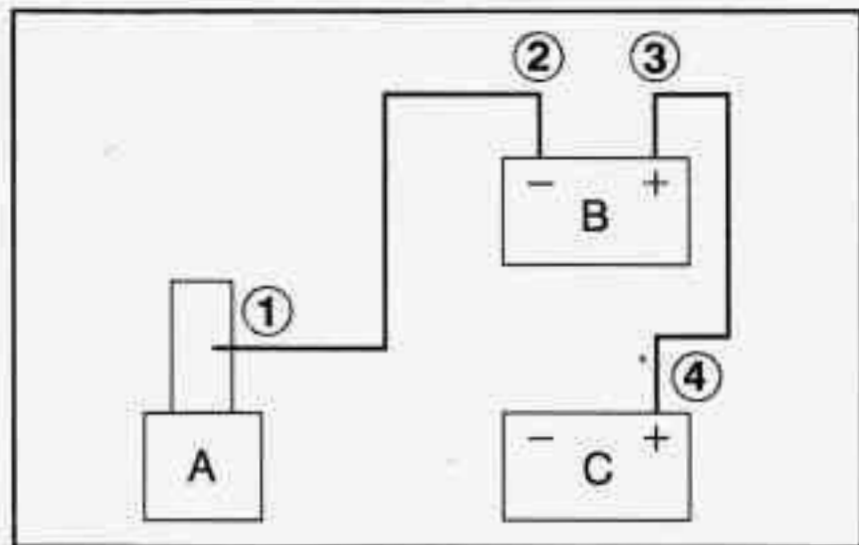 ② ③
− +
B
①
④
− +
A C